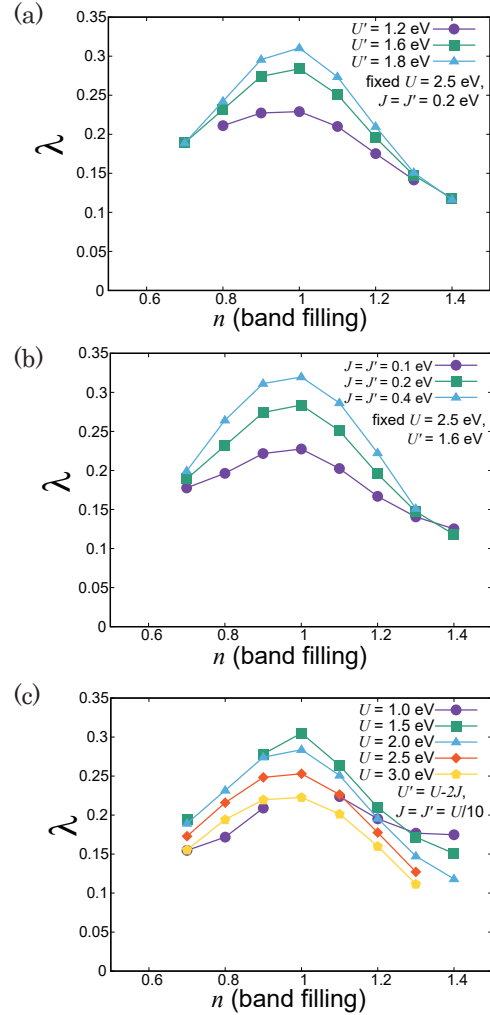 (a)
U' = 1.2 eV
U' = 1.6 eV
U' = 1.8 eV
fixed U = 2.5 eV,
J = J' = 0.2 eV
0.35
0.3
0.25
0.2
0.15
0.1
0.05
0
λ
0.6 0.8 1 1.2 1.4
n (band filling)
(b)
J = J' = 0.1 eV
J = J' = 0.2 eV
J = J' = 0.4 eV
fixed U = 2.5 eV,
U' = 1.6 eV
0.35
0.3
0.25
0.2
0.15
0.1
0.05
0
λ
0.6 0.8 1 1.2 1.4
n (band filling)
(c)
U = 1.0 eV
U = 1.5 eV
U = 2.0 eV
U = 2.5 eV
U = 3.0 eV
U' = U-2J,
J = J' = U/10
0.35
0.3
0.25
0.2
0.15
0.1
0.05
0
λ
0.6 0.8 1 1.2 1.4
n (band filling)